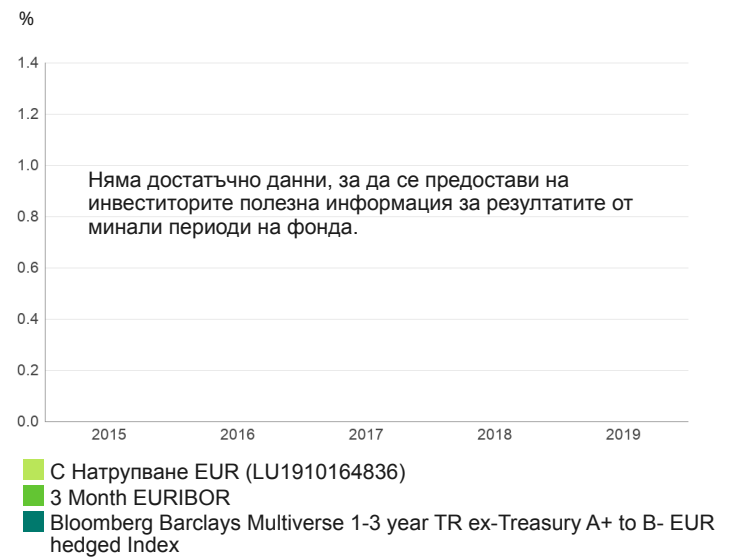 %
1.4
1.2
1.0
Няма достатъчно данни, за да се предостави на
инвеститорите полезна информация за резултатите от
0.8
минали периоди на фонда.
0.6
0.4
0.2
0.0
2015 2016 2017 2018 2019
С Натрупване EUR (LU1910164836)
3 Month EURIBOR
Bloomberg Barclays Multiverse 1-3 year TR ex-Treasury A+ to B- EUR
hedged Index